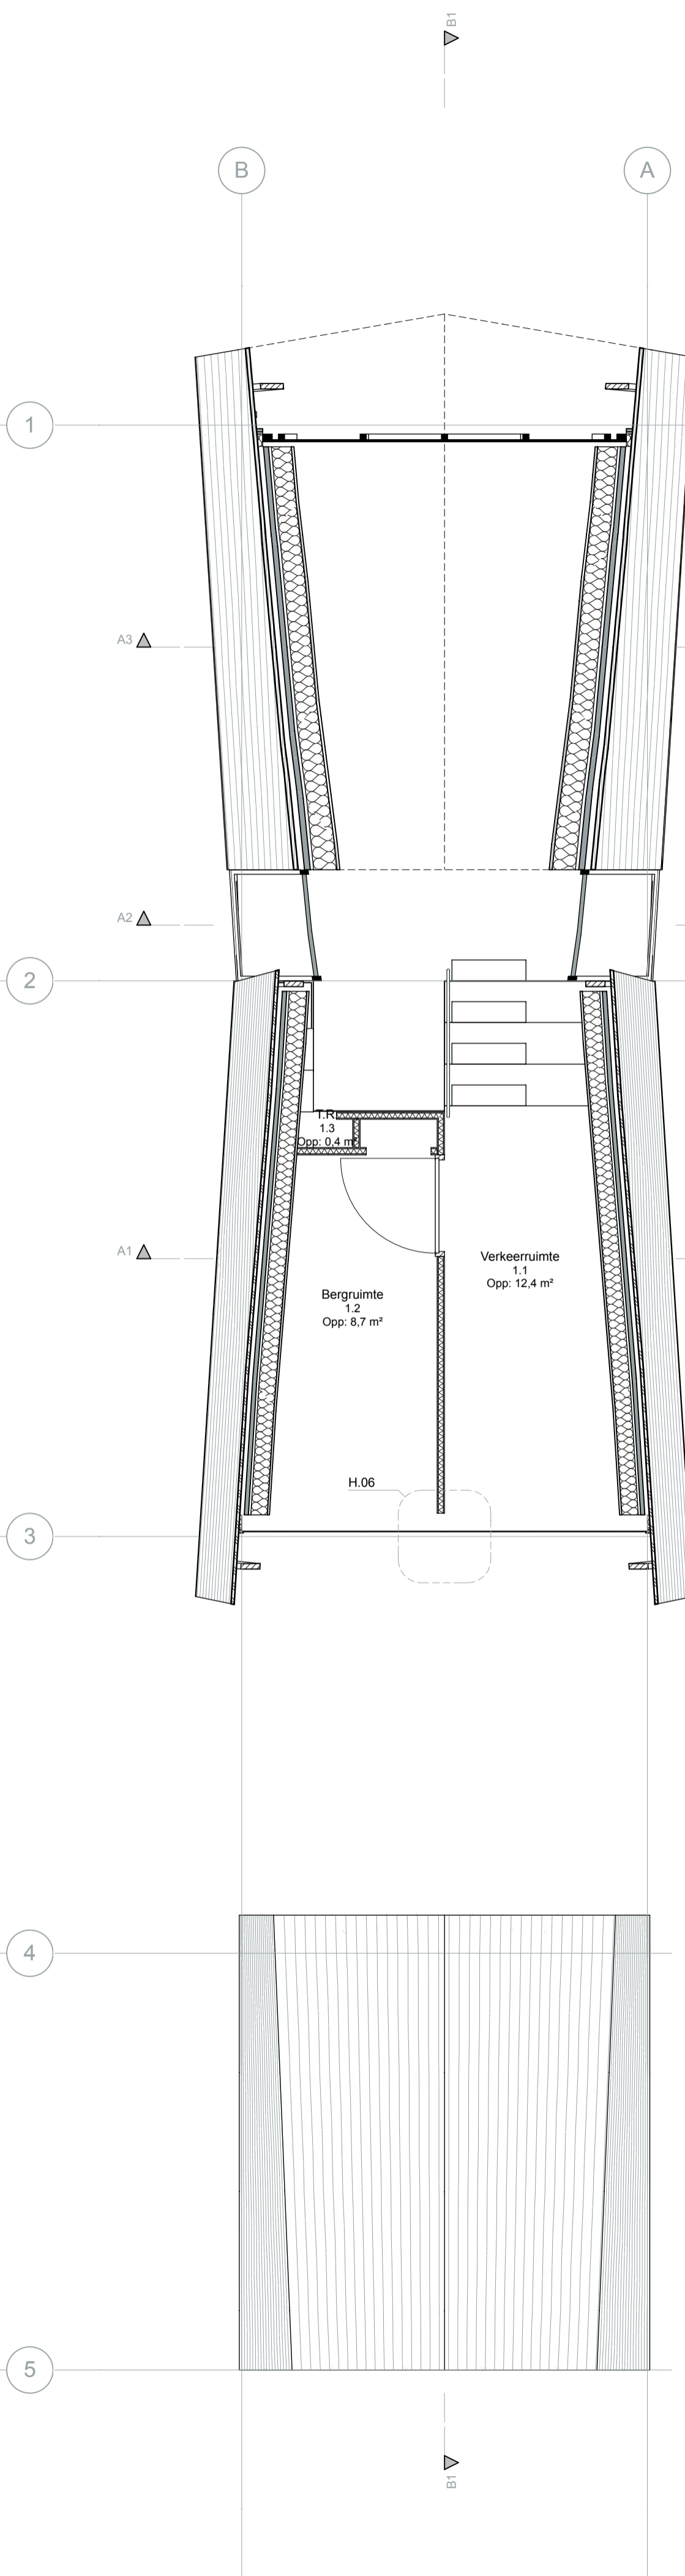 B1
B
A
1
A3
A2
2
T.R.
1.3
Opp: 0,4 m²
A1
Verkeerruimte
1.1
Opp: 12,4 m²
Bergruimte
1.2
Opp: 8,7 m²
H.06
3
4
5
B1